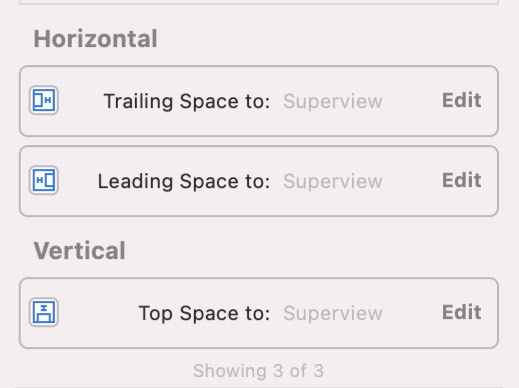 Horizontal
Trailing Space to: Superview Edit
Leading Space to: Superview Edit
Vertical
Top Space to: Superview Edit
Showing 3 of 3